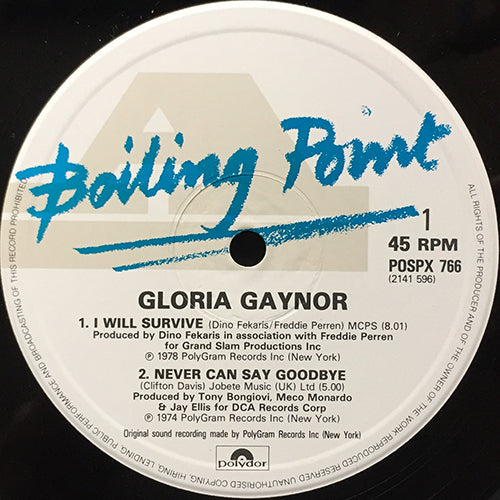 Boiling Point
1
45 RPM
POSPX 766
(2141 596)
GLORIA GAYNOR
1. I WILL SURVIVE (Dino Fekaris/Freddie Perren) MCPS (8.01)
Produced by Dino Fekaris in association with Freddie Perren
for Grand Slam Productions Inc
℗ 1978 PolyGram Records Inc (New York)
2. NEVER CAN SAY GOODBYE
(Clifton Davis) Jobete Music (UK) Ltd (5.00)
Produced by Tony Bongiovi, Meco Monardo
& Jay Ellis for DCA Records Corp
℗ 1974 PolyGram Records Inc (New York)
Original sound recording made by PolyGram Records Inc (New York)
polydor
ALL RIGHTS OF THE PRODUCER AND OF THE OWNER OF THE WORK REPRODUCED RESERVED UNAUTHORISED COPYING, HIRING, LENDING, PUBLIC PERFORMANCE AND BROADCASTING OF THIS RECORD PROHIBITED